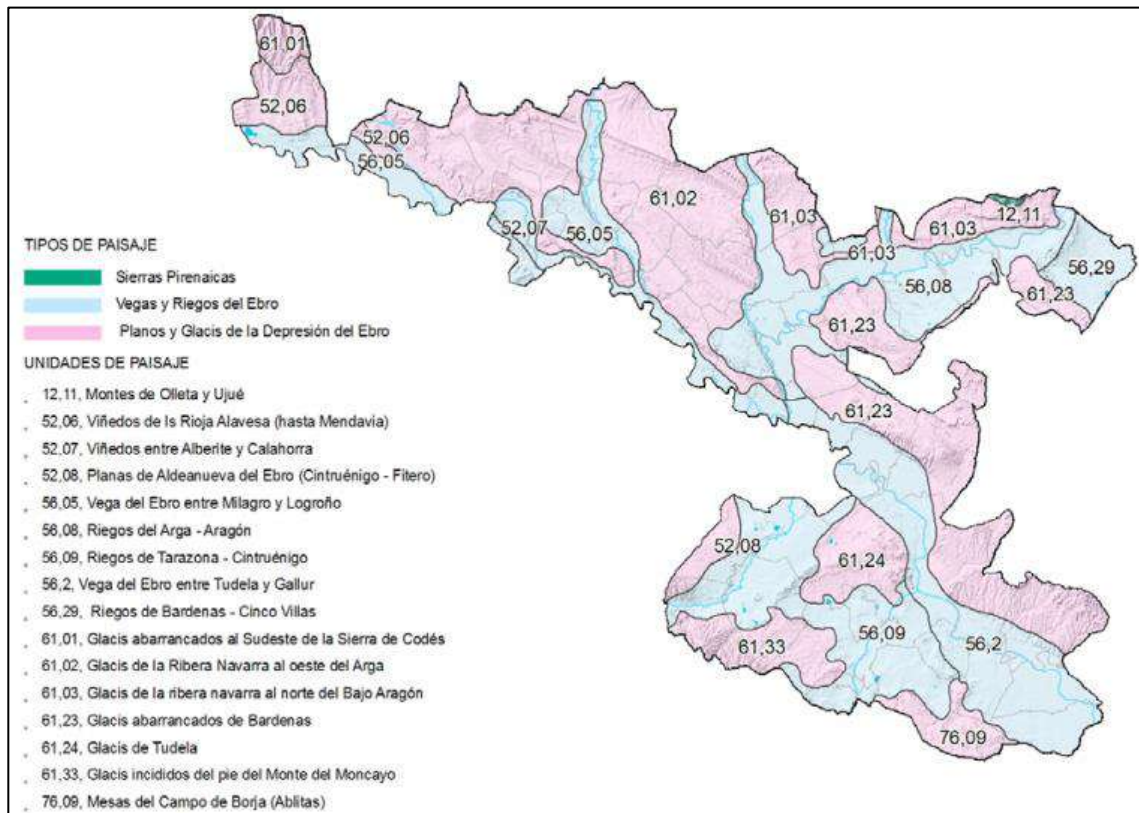 61,01
52,06
52,06
56,05
61,02
61,03
52,07
56,05
61,03
61,03
12,11
56,29
56,08
61,23
61,23
61,23
52,08
61,24
56,09
56,2
61,33
76,09
TIPOS DE PAISAJE
Sierras Pirenaicas
Vegas y Riegos del Ebro
Planos y Glacis de la Depresión del Ebro
UNIDADES DE PAISAJE
12,11, Montes de Olleta y Ujué
52,06, Viñedos de ls Rioja Alavesa (hasta Mendavia)
52,07, Viñedos entre Alberite y Calahorra
52,08, Planas de Aldeanueva del Ebro (Cintruénigo - Fitero)
56,05, Vega del Ebro entre Milagro y Logroño
56,08, Riegos del Arga - Aragón
56,09, Riegos de Tarazona - Cintruénigo
56,2, Vega del Ebro entre Tudela y Gallur
56,29, Riegos de Bardenas - Cinco Villas
61,01, Glacis abarrancados al Sudeste de la Sierra de Codés
61,02, Glacis de la Ribera Navarra al oeste del Arga
61,03, Glacis de la ribera navarra al norte del Bajo Aragón
61,23, Glacis abarrancados de Bardenas
61,24, Glacis de Tudela
61,33, Glacis incididos del pie del Monte del Moncayo
76,09, Mesas del Campo de Borja (Ablitas)